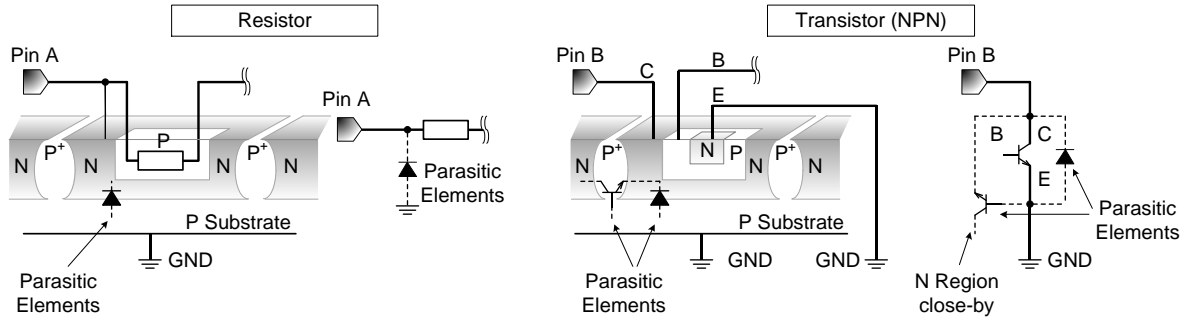 Resistor
Transistor (NPN)
Pin A
Pin A
N
P+
N
P
N
P+
N
Parasitic
Elements
P Substrate
GND
Parasitic
Elements
Pin B
C
B
E
N
P+
N
N
P
N
P+
N
P Substrate
GND
GND
Parasitic
Elements
Pin B
B
C
E
Parasitic
Elements
N Region
close-by
GND